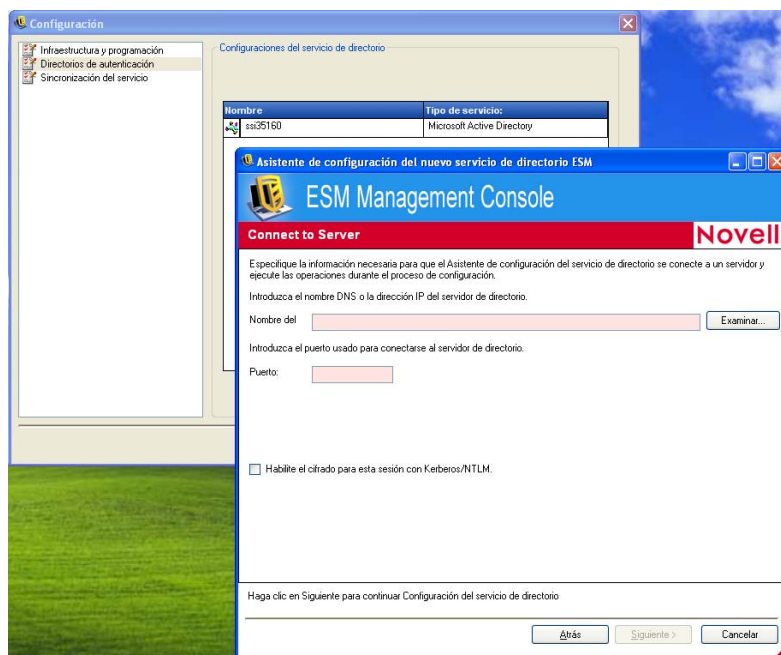 Configuración
Infraestructura y programación
Directorios de autenticación
Sincronización del servicio
Configuraciones del servicio de directorio
Nombre Tipo de servicio:
ssi35160 Microsoft Active Directory
Asistente de configuración del nuevo servicio de directorio ESM
ESM Management Console
Connect to Server Novell
Especifique la información necesaria para que el Asistente de configuración del servicio de directorio se conecte a un servidor y
ejecute las operaciones durante el proceso de configuración.
Introduzca el nombre DNS o la dirección IP del servidor de directorio.
Nombre del Examinar...
Introduzca el puerto usado para conectarse al servidor de directorio.
Puerto:
Habilite el cifrado para esta sesión con Kerberos/NTLM.
Haga clic en Siguiente para continuar Configuración del servicio de directorio
Atrás Siguiente > Cancelar